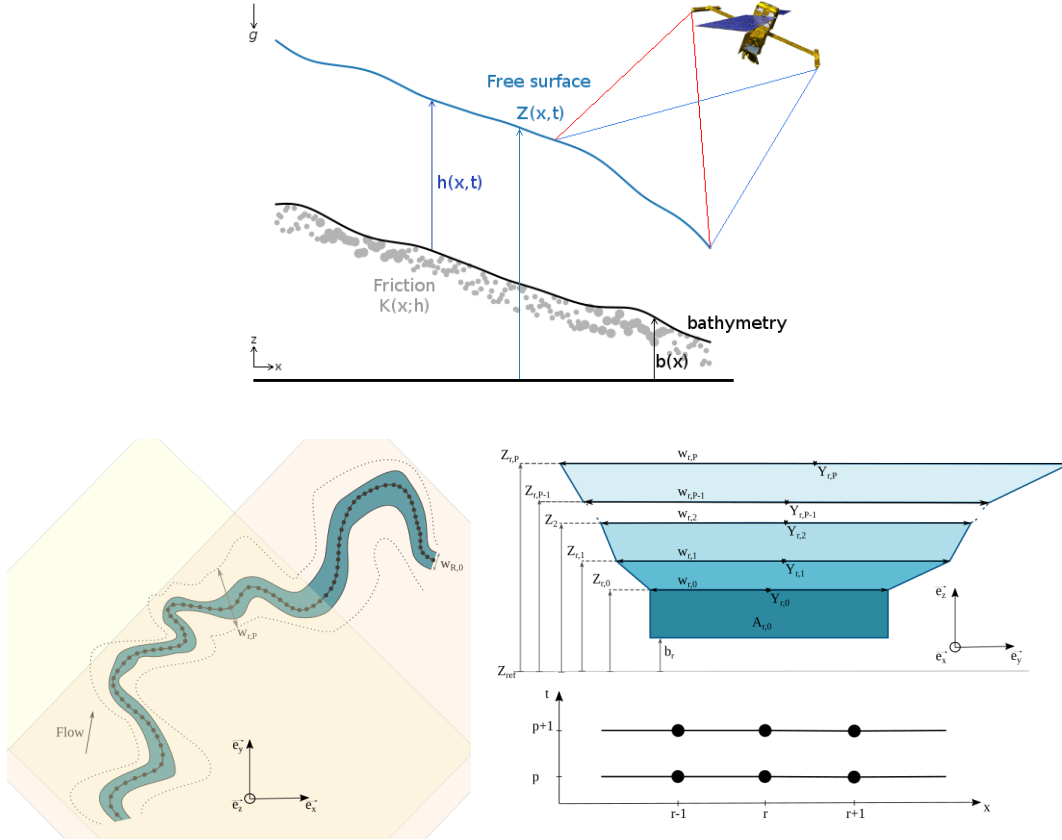 g
Free surface
Z(x,t)
h(x,t)
Friction
K(x;h)
bathymetry
b(x)
z
x
w_{R,0}
w_{r,P}
Flow
e_y
e_z
e_x
Z_{r,P}
w_{r,P}
Y_{r,P}
Z_{r,P-1}
w_{r,P-1}
Y_{r,P-1}
Z_2
w_{r,2}
Y_{r,2}
Z_{r,1}
w_{r,1}
Y_{r,1}
Z_{r,0}
w_{r,0}
Y_{r,0}
A_{r,0}
b_r
Z_{ref}
e_z
e_x
e_y
t
p+1
p
r-1
r
r+1
x